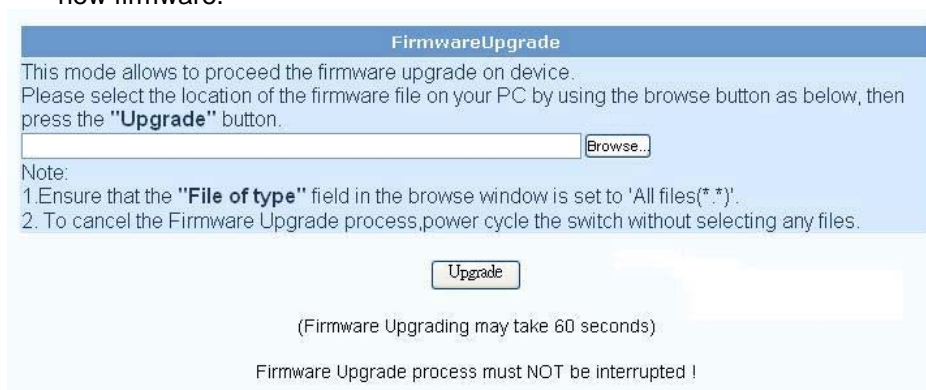 new firmware.
FirmwareUpgrade
This mode allows to proceed the firmware upgrade on device.
Please select the location of the firmware file on your PC by using the browse button as below, then
press the "Upgrade" button.
Browse...
Note:
1.Ensure that the "File of type" field in the browse window is set to 'All files(*.*)'.
2. To cancel the Firmware Upgrade process,power cycle the switch without selecting any files.
Upgrade
(Firmware Upgrading may take 60 seconds)
Firmware Upgrade process must NOT be interrupted !